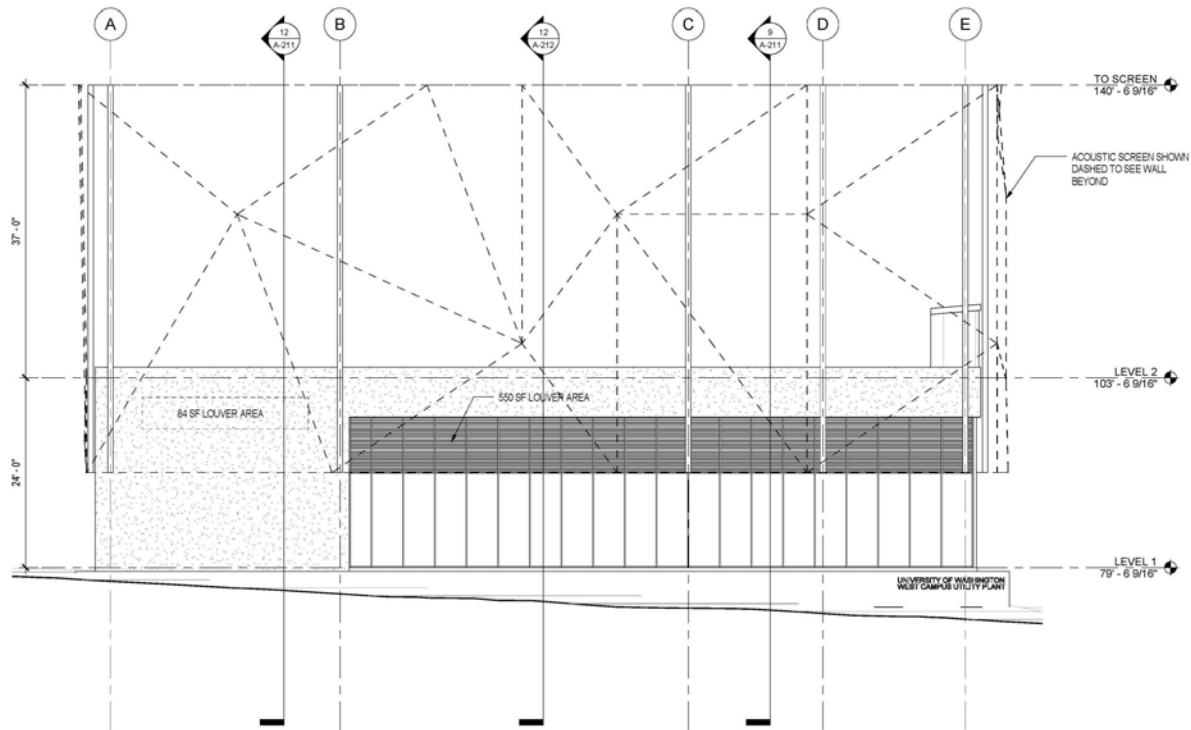 A
B
C
D
E
12
A-211
12
A-212
9
A-211
TO SCREEN
140' - 6 9/16"
ACOUSTIC SCREEN SHOWN
DASHED TO SEE WALL
BEYOND
37' - 0"
LEVEL 2
103' - 6 9/16"
84 SF LOUVER AREA
550 SF LOUVER AREA
24' - 0"
LEVEL 1
79' - 6 9/16"
UNIVERSITY OF WASHINGTON
WEST CAMPUS UTILITY PLANT